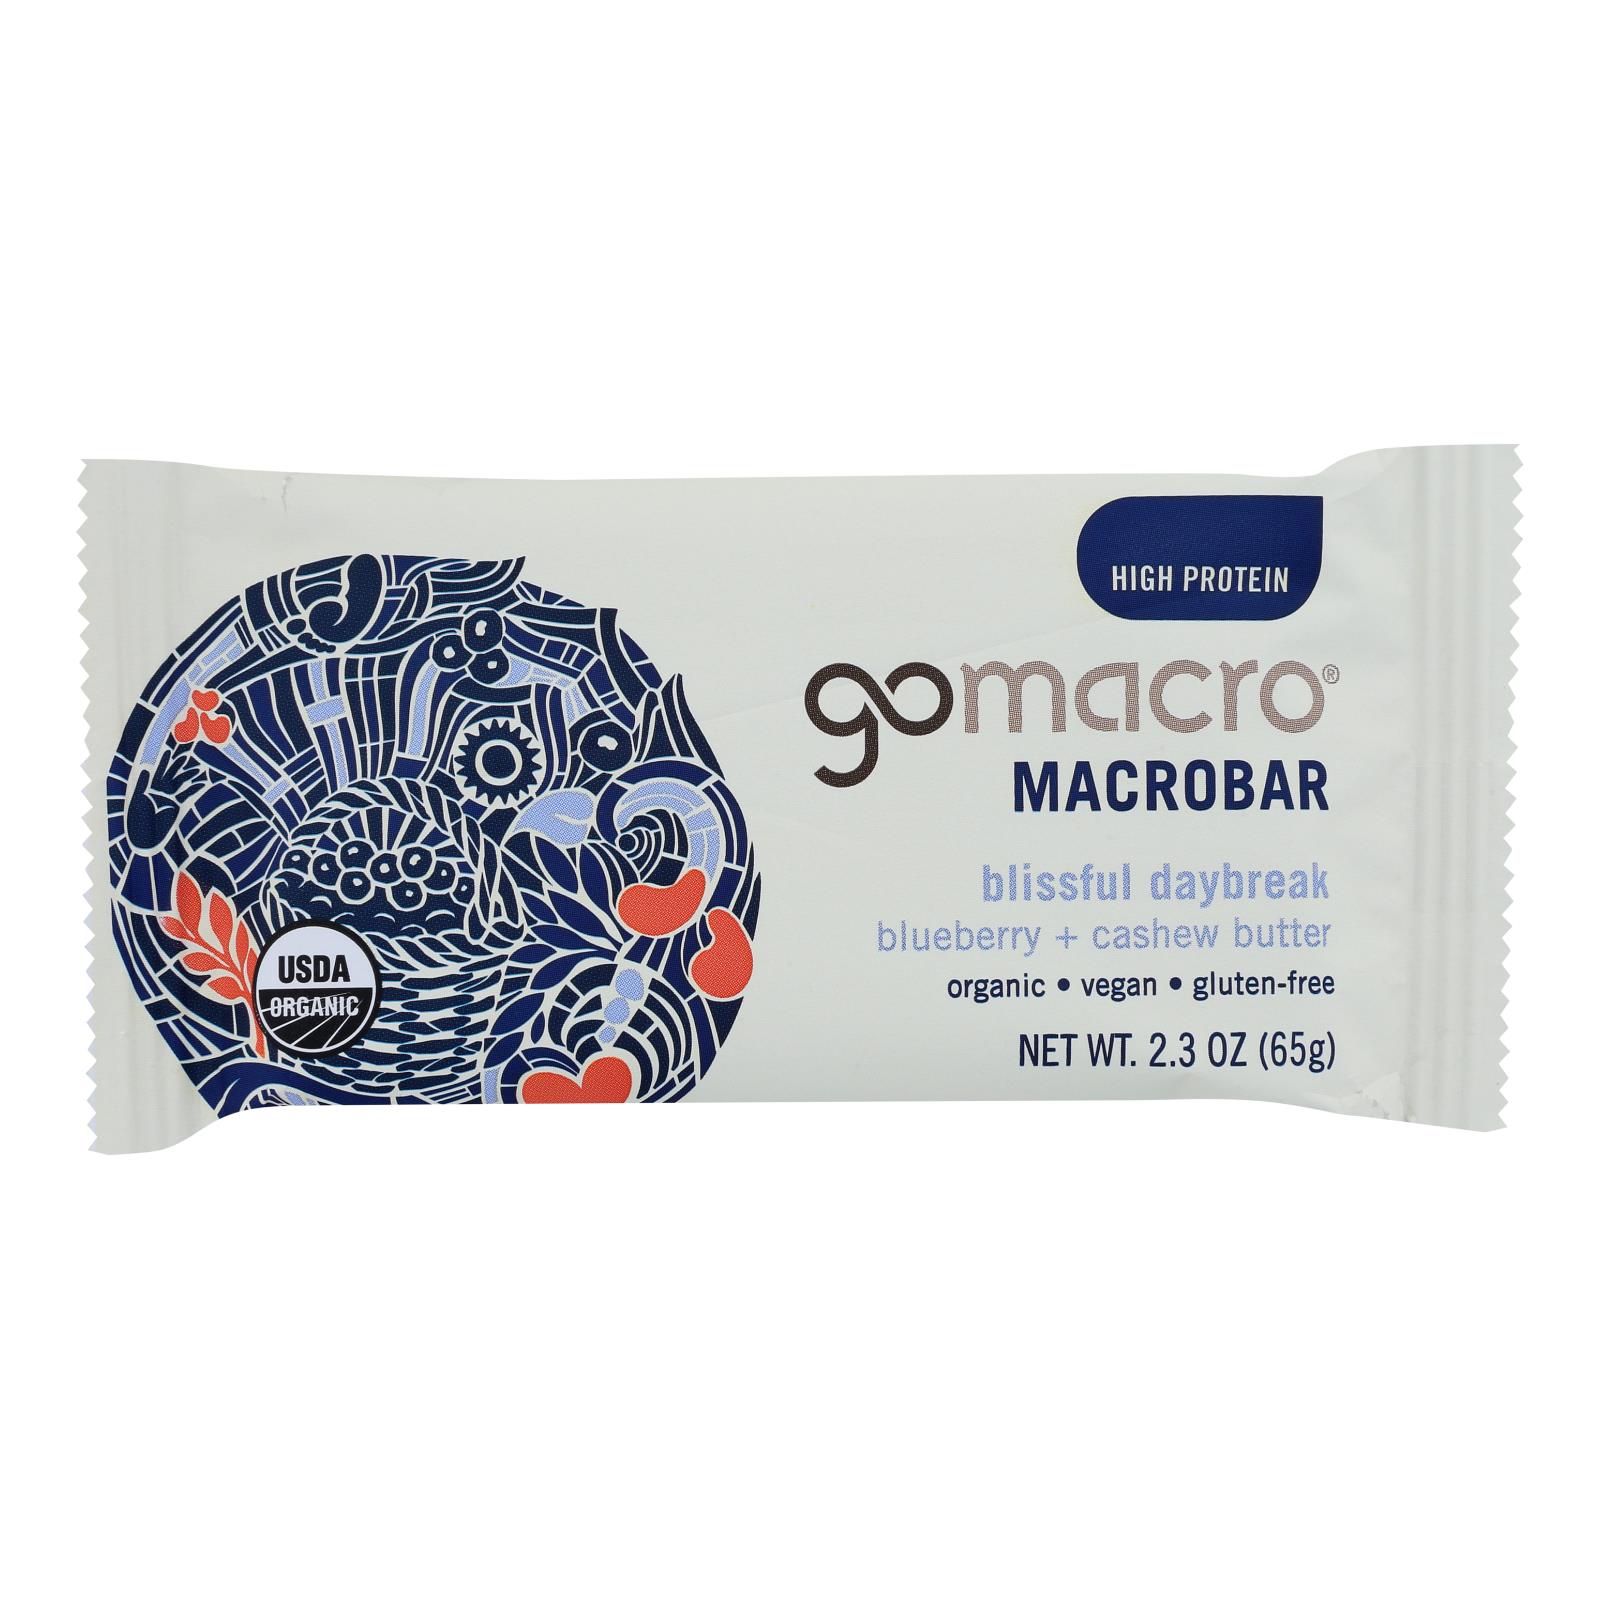 HIGH PROTEIN
gomacro®
MACROBAR
blissful daybreak
blueberry + cashew butter
organic • vegan • gluten-free
NET WT. 2.3 OZ (65g)
USDA
ORGANIC